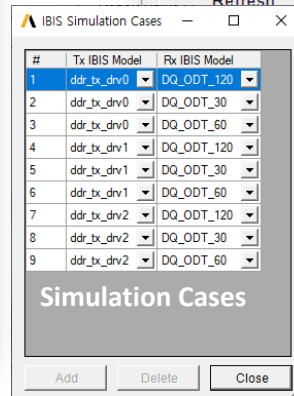 Refresh
IBIS Simulation Cases
# Tx IBIS Model Rx IBIS Model
1 ddr_tx_drv0 DQ_ODT_120
2 ddr_tx_drv0 DQ_ODT_30
3 ddr_tx_drv0 DQ_ODT_60
4 ddr_tx_drv1 DQ_ODT_120
5 ddr_tx_drv1 DQ_ODT_30
6 ddr_tx_drv1 DQ_ODT_60
7 ddr_tx_drv2 DQ_ODT_120
8 ddr_tx_drv2 DQ_ODT_30
9 ddr_tx_drv2 DQ_ODT_60
Simulation Cases
Add Delete Close